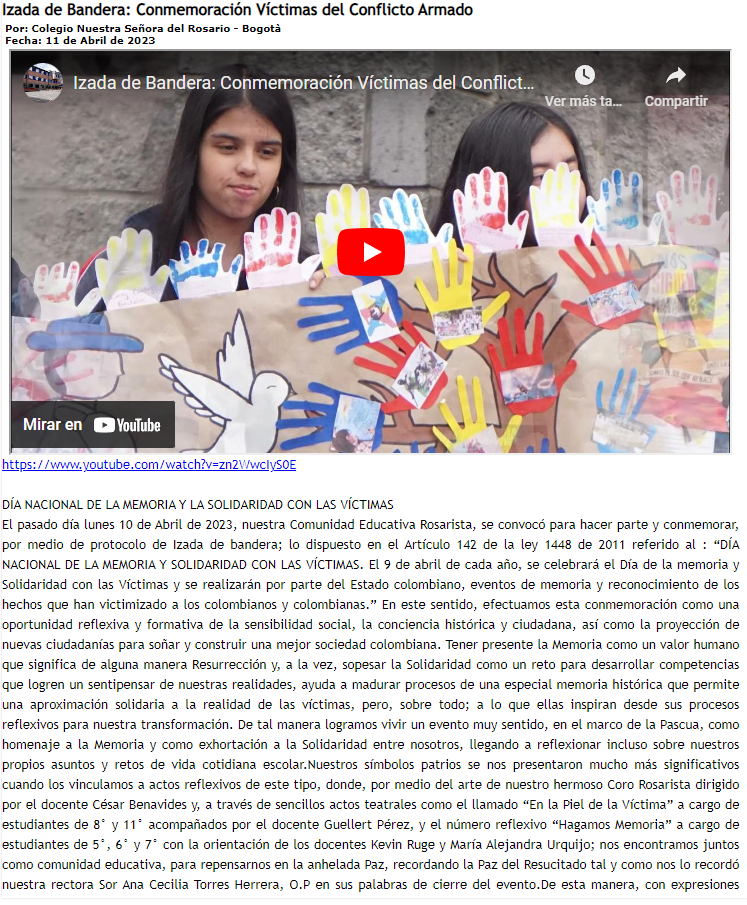 Izada de Bandera: Conmemoración Víctimas del Conflicto Armado
Por: Colegio Nuestra Señora del Rosario - Bogotà
Fecha: 11 de Abril de 2023
Izada de Bandera: Conmemoración Víctimas del Conflict...
Ver más ta...
Compartir
Mirar en YouTube
https://www.youtube.com/watch?v=zn2VwcIyS0E
DÍA NACIONAL DE LA MEMORIA Y LA SOLIDARIDAD CON LAS VÍCTIMAS
El pasado día lunes 10 de Abril de 2023, nuestra Comunidad Educativa Rosarista, se convocó para hacer parte y conmemorar,
por medio de protocolo de Izada de bandera; lo dispuesto en el Artículo 142 de la ley 1448 de 2011 referido al : “DÍA
NACIONAL DE LA MEMORIA Y SOLIDARIDAD CON LAS VÍCTIMAS. El 9 de abril de cada año, se celebrará el Día de la memoria y
Solidaridad con las Víctimas y se realizarán por parte del Estado colombiano, eventos de memoria y reconocimiento de los
hechos que han victimizado a los colombianos y colombianas.” En este sentido, efectuamos esta conmemoración como una
oportunidad reflexiva y formativa de la sensibilidad social, la conciencia histórica y ciudadana, así como la proyección de
nuevas ciudadanías para soñar y construir una mejor sociedad colombiana. Tener presente la Memoria como un valor humano
que significa de alguna manera Resurrección y, a la vez, sopesar la Solidaridad como un reto para desarrollar competencias
que logren un sentipensar de nuestras realidades, ayuda a madurar procesos de una especial memoria histórica que permite
una aproximación solidaria a la realidad de las víctimas, pero, sobre todo; a lo que ellas inspiran desde sus procesos
reflexivos para nuestra transformación. De tal manera logramos vivir un evento muy sentido, en el marco de la Pascua, como
homenaje a la Memoria y como exhortación a la Solidaridad entre nosotros, llegando a reflexionar incluso sobre nuestros
propios asuntos y retos de vida cotidiana escolar.Nuestros símbolos patrios se nos presentaron mucho más significativos
cuando los vinculamos a actos reflexivos de este tipo, donde, por medio del arte de nuestro hermoso Coro Rosarista dirigido
por el docente César Benavides y, a través de sencillos actos teatrales como el llamado “En la Piel de la Víctima” a cargo de
estudiantes de 8° y 11° acompañados por el docente Guellert Pérez, y el número reflexivo “Hagamos Memoria” a cargo de
estudiantes de 5°, 6° y 7° con la orientación de los docentes Kevin Ruge y María Alejandra Urquijo; nos encontramos juntos
como comunidad educativa, para repensarnos en la anhelada Paz, recordando la Paz del Resucitado tal y como nos lo recordó
nuestra rectora Sor Ana Cecilia Torres Herrera, O.P en sus palabras de cierre del evento.De esta manera, con expresiones